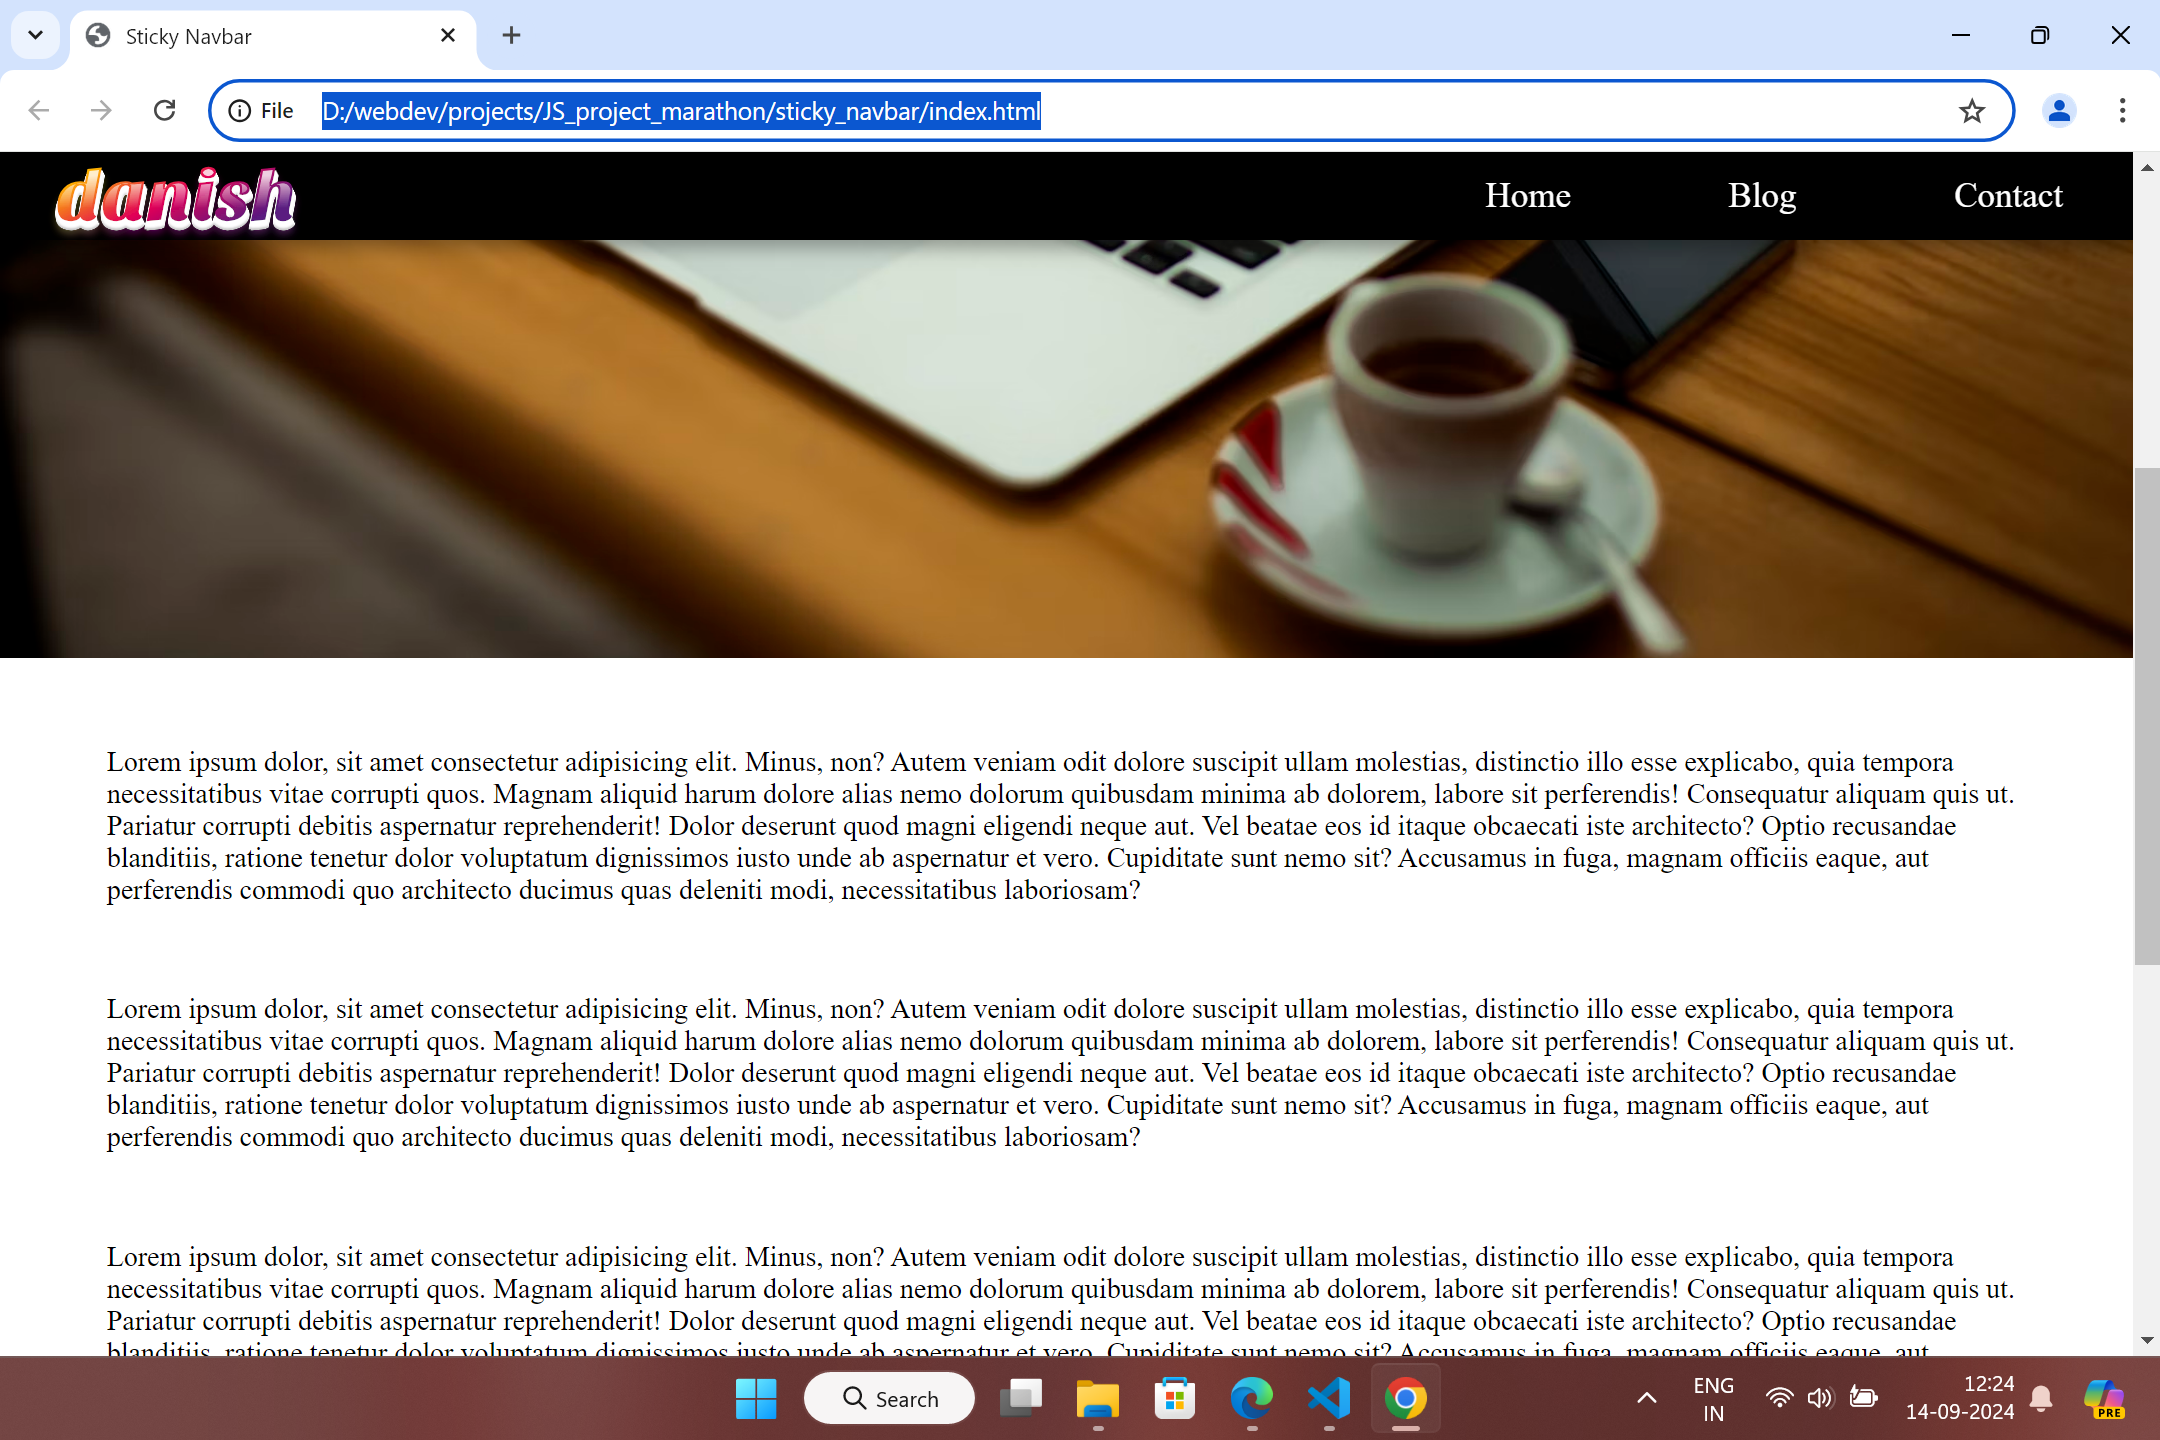 Sticky Navbar
File D:/webdev/projects/JS_project_marathon/sticky_navbar/index.html
danish Home Blog Contact
Lorem ipsum dolor, sit amet consectetur adipisicing elit. Minus, non? Autem veniam odit dolore suscipit ullam molestias, distinctio illo esse explicabo, quia tempora
necessitatibus vitae corrupti quos. Magnam aliquid harum dolore alias nemo dolorum quibusdam minima ab dolorem, labore sit perferendis! Consequatur aliquam quis ut.
Pariatur corrupti debitis aspernatur reprehenderit! Dolor deserunt quod magni eligendi neque aut. Vel beatae eos id itaque obcaecati iste architecto? Optio recusandae
blanditiis, ratione tenetur dolor voluptatum dignissimos iusto unde ab aspernatur et vero. Cupiditate sunt nemo sit? Accusamus in fuga, magnam officiis eaque, aut
perferendis commodi quo architecto ducimus quas deleniti modi, necessitatibus laboriosam?
Lorem ipsum dolor, sit amet consectetur adipisicing elit. Minus, non? Autem veniam odit dolore suscipit ullam molestias, distinctio illo esse explicabo, quia tempora
necessitatibus vitae corrupti quos. Magnam aliquid harum dolore alias nemo dolorum quibusdam minima ab dolorem, labore sit perferendis! Consequatur aliquam quis ut.
Pariatur corrupti debitis aspernatur reprehenderit! Dolor deserunt quod magni eligendi neque aut. Vel beatae eos id itaque obcaecati iste architecto? Optio recusandae
blanditiis, ratione tenetur dolor voluptatum dignissimos iusto unde ab aspernatur et vero. Cupiditate sunt nemo sit? Accusamus in fuga, magnam officiis eaque, aut
perferendis commodi quo architecto ducimus quas deleniti modi, necessitatibus laboriosam?
Lorem ipsum dolor, sit amet consectetur adipisicing elit. Minus, non? Autem veniam odit dolore suscipit ullam molestias, distinctio illo esse explicabo, quia tempora
necessitatibus vitae corrupti quos. Magnam aliquid harum dolore alias nemo dolorum quibusdam minima ab dolorem, labore sit perferendis! Consequatur aliquam quis ut.
Pariatur corrupti debitis aspernatur reprehenderit! Dolor deserunt quod magni eligendi neque aut. Vel beatae eos id itaque obcaecati iste architecto? Optio recusandae
blanditiis, ratione tenetur dolor voluptatum dignissimos iusto unde ab aspernatur et vero. Cupiditate sunt nemo sit? Accusamus in fuga, magnam officiis eaque, aut
Search
ENG
IN
12:24
14-09-2024
PRE